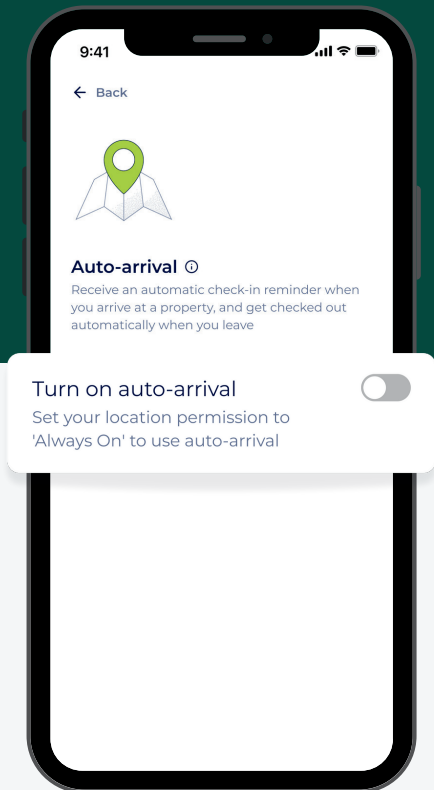 9:41
Back
Auto-arrival
Receive an automatic check-in reminder when
you arrive at a property, and get checked out
automatically when you leave
Turn on auto-arrival
Set your location permission to
'Always On' to use auto-arrival